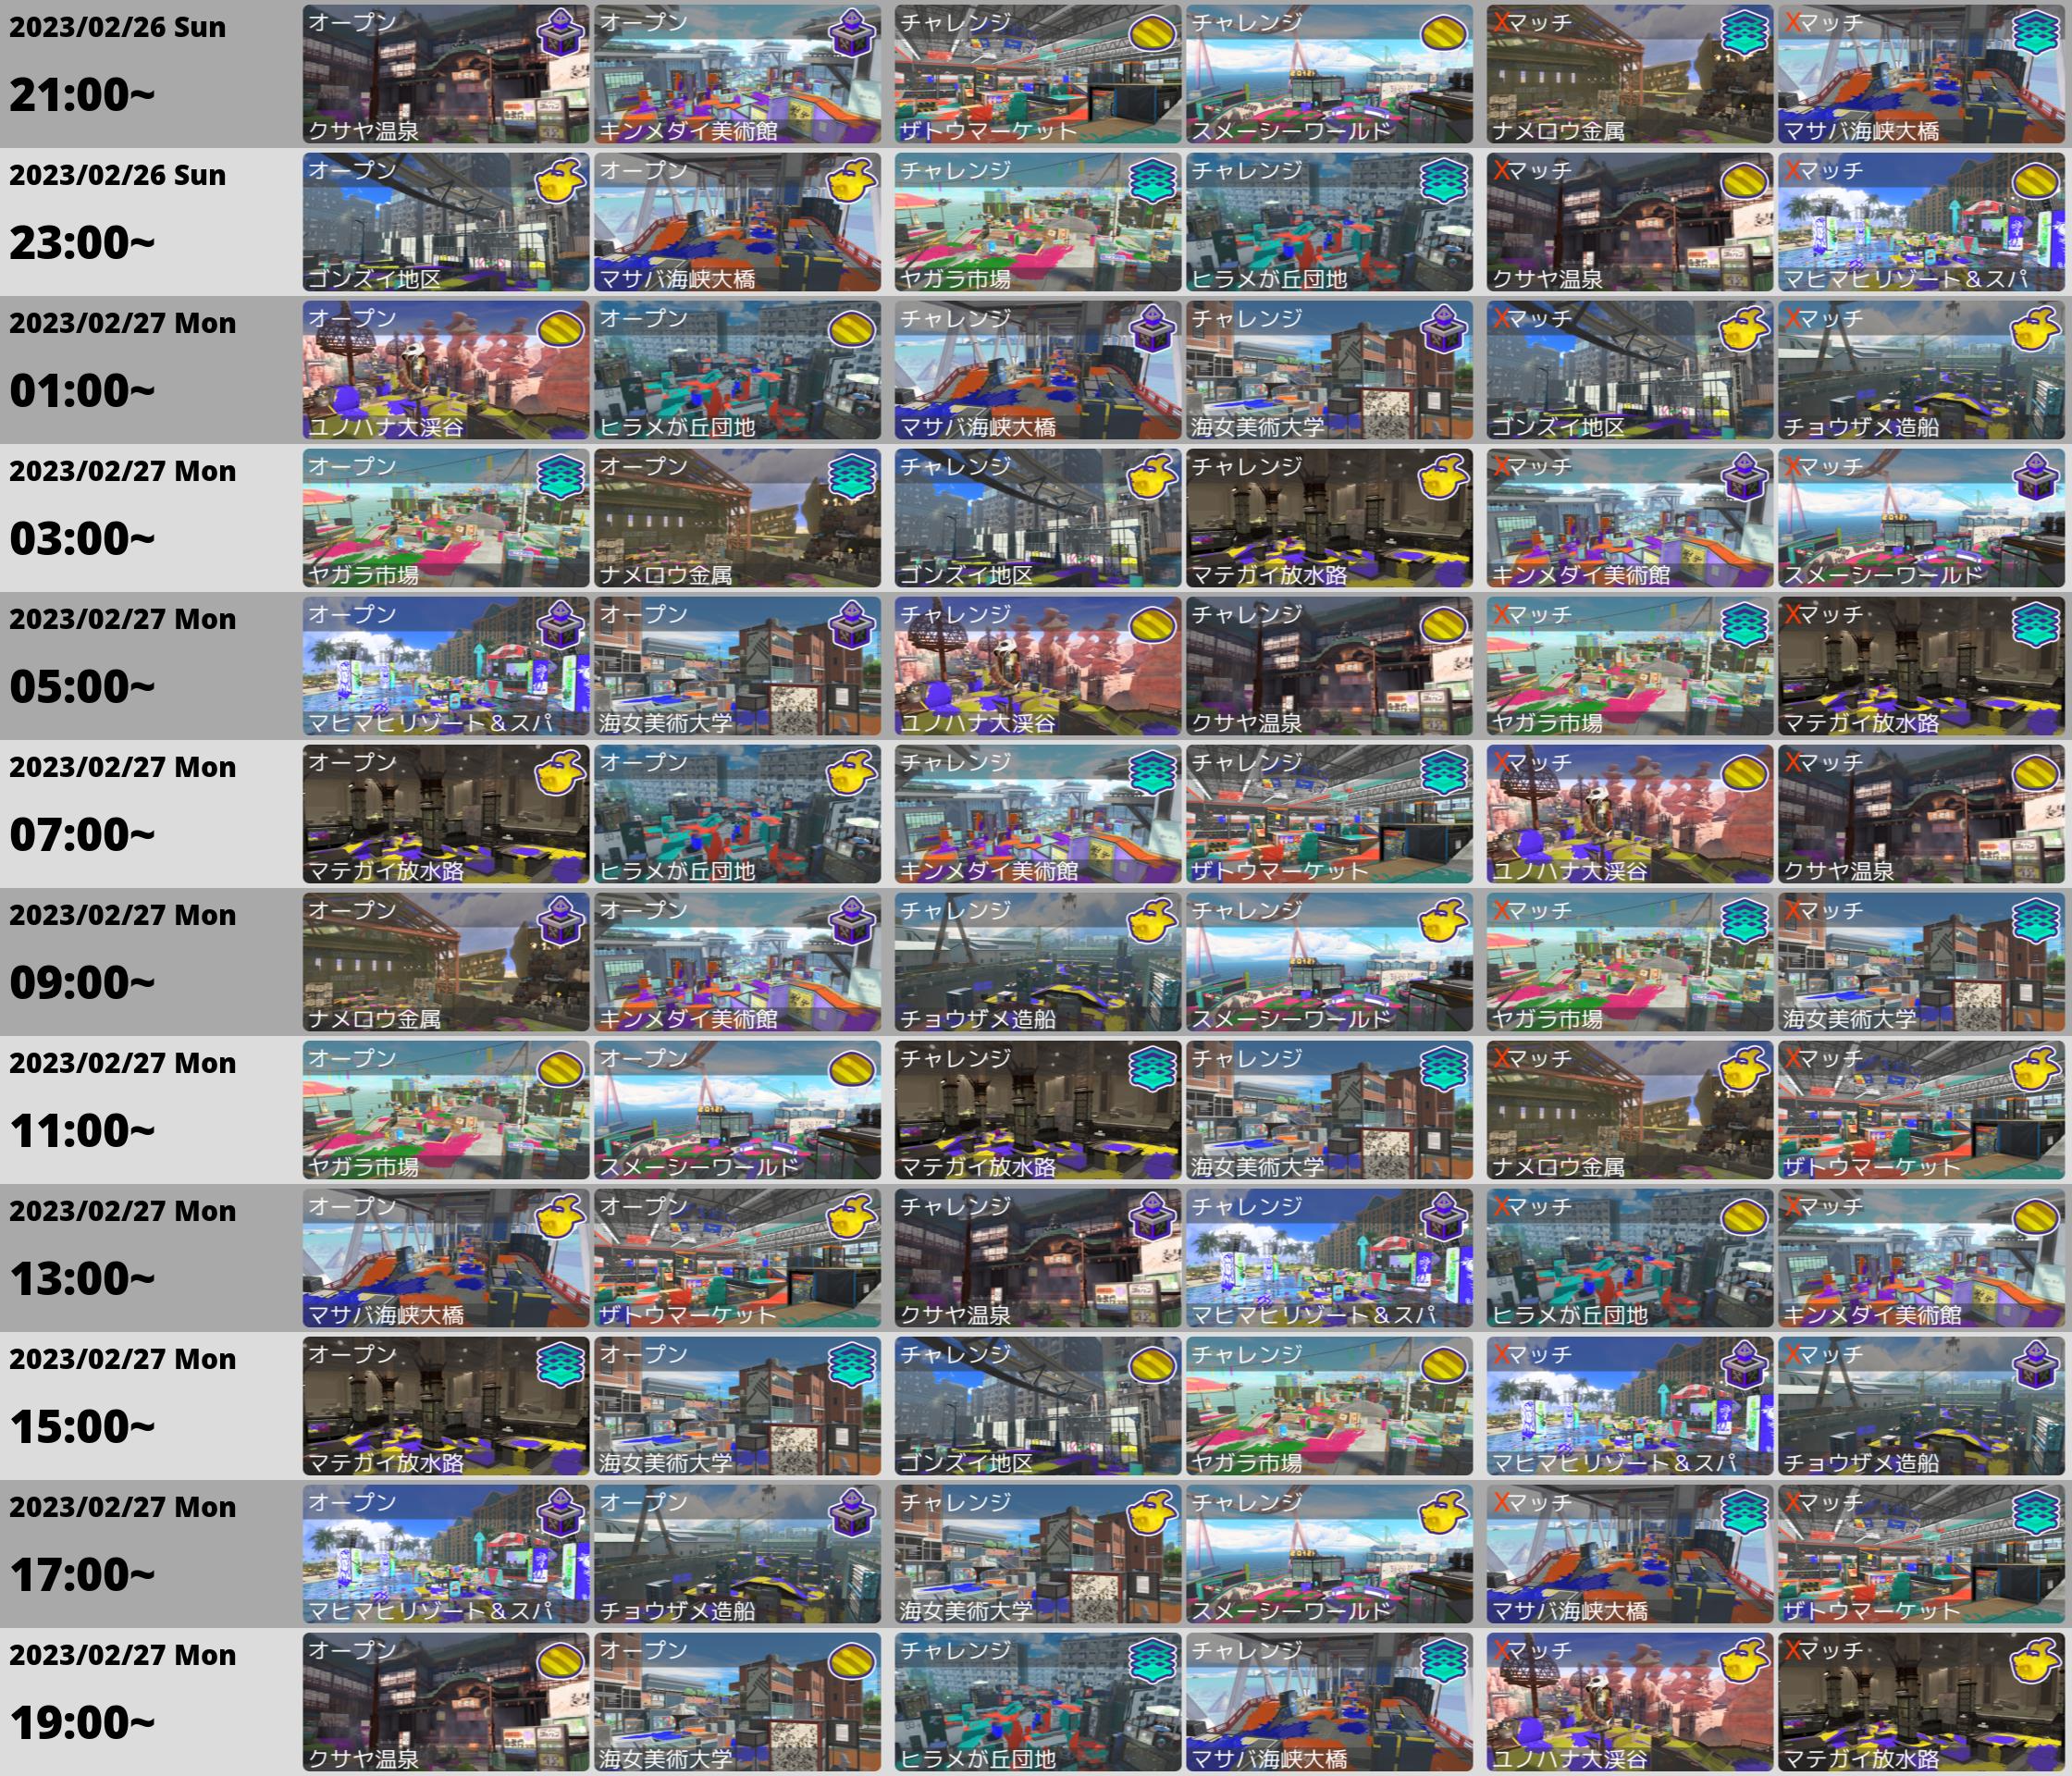 2023/02/26 Sun
21:00~
オープン オープン チャレンジ チャレンジ Xマッチ Xマッチ
クサヤ温泉 キンメダイ美術館 ザトウマーケット スメーシーワールド ナメロウ金属 マサバ海峡大橋
2023/02/26 Sun
23:00~
オープン オープン チャレンジ チャレンジ Xマッチ Xマッチ
ゴンズイ地区 マサバ海峡大橋 ヤガラ市場 ヒラメが丘団地 クサヤ温泉 マヒマヒリゾート&スパ
2023/02/27 Mon
01:00~
オープン オープン チャレンジ チャレンジ Xマッチ Xマッチ
ユノハナ大渓谷 ヒラメが丘団地 マサバ海峡大橋 海女美術大学 ゴンズイ地区 チョウザメ造船
2023/02/27 Mon
03:00~
オープン オープン チャレンジ チャレンジ Xマッチ Xマッチ
ヤガラ市場 ナメロウ金属 ゴンズイ地区 マテガイ放水路 キンメダイ美術館 スメーシーワールド
2023/02/27 Mon
05:00~
オープン オープン チャレンジ チャレンジ Xマッチ Xマッチ
マヒマヒリゾート&スパ 海女美術大学 ユノハナ大渓谷 クサヤ温泉 ヤガラ市場 マテガイ放水路
2023/02/27 Mon
07:00~
オープン オープン チャレンジ チャレンジ Xマッチ Xマッチ
マテガイ放水路 ヒラメが丘団地 キンメダイ美術館 ザトウマーケット ユノハナ大渓谷 クサヤ温泉
2023/02/27 Mon
09:00~
オープン オープン チャレンジ チャレンジ Xマッチ Xマッチ
ナメロウ金属 キンメダイ美術館 チョウザメ造船 スメーシーワールド ヤガラ市場 海女美術大学
2023/02/27 Mon
11:00~
オープン オープン チャレンジ チャレンジ Xマッチ Xマッチ
ヤガラ市場 スメーシーワールド マテガイ放水路 海女美術大学 ナメロウ金属 ザトウマーケット
2023/02/27 Mon
13:00~
オープン オープン チャレンジ チャレンジ Xマッチ Xマッチ
マサバ海峡大橋 ザトウマーケット クサヤ温泉 マヒマヒリゾート&スパ ヒラメが丘団地 キンメダイ美術館
2023/02/27 Mon
15:00~
オープン オープン チャレンジ チャレンジ Xマッチ Xマッチ
マテガイ放水路 海女美術大学 ゴンズイ地区 ヤガラ市場 マヒマヒリゾート&スパ チョウザメ造船
2023/02/27 Mon
17:00~
オープン オープン チャレンジ チャレンジ Xマッチ Xマッチ
マヒマヒリゾート&スパ チョウザメ造船 海女美術大学 スメーシーワールド マサバ海峡大橋 ザトウマーケット
2023/02/27 Mon
19:00~
オープン オープン チャレンジ チャレンジ Xマッチ Xマッチ
クサヤ温泉 海女美術大学 ヒラメが丘団地 マサバ海峡大橋 ユノハナ大渓谷 マテガイ放水路